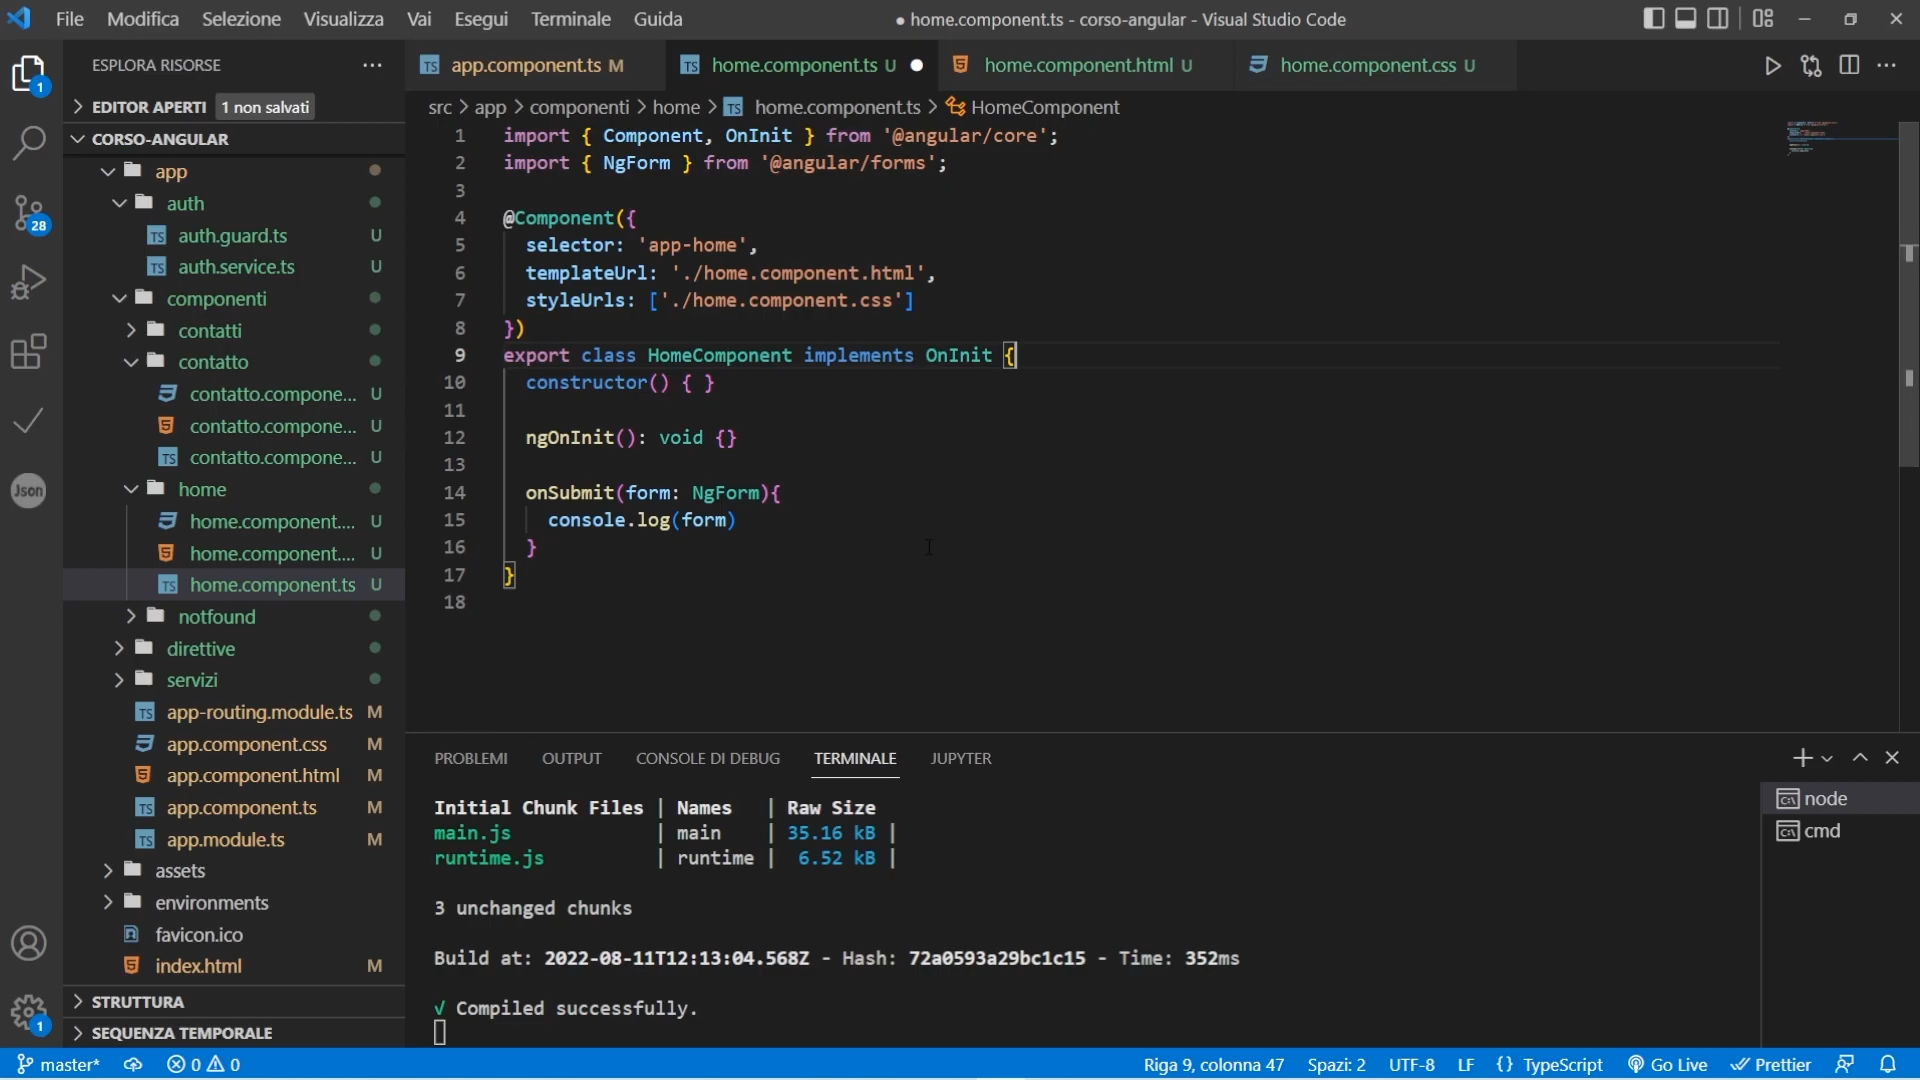 File Modifica Selezione Visualizza Vai Esegui Terminale Guida
● home.component.ts - corso-angular - Visual Studio Code
ESPLORA RISORSE
EDITOR APERTI 1 non salvati
CORSO-ANGULAR
app
auth
auth.guard.ts U
auth.service.ts U
componenti
contatti
contatto
contatto.compone... U
contatto.compone... U
contatto.compone... U
home
home.component.... U
home.component.... U
home.component.ts U
notfound
direttive
servizi
app-routing.module.ts M
app.component.css M
app.component.html M
app.component.ts M
app.module.ts M
assets
environments
favicon.ico
index.html M
STRUTTURA
SEQUENZA TEMPORALE
1
28
Json
1
app.component.ts M
home.component.ts U
home.component.html U
home.component.css U
src > app > componenti > home > home.component.ts > HomeComponent
1 import { Component, OnInit } from '@angular/core';
2 import { NgForm } from '@angular/forms';
3
4 @Component({
5 selector: 'app-home',
6 templateUrl: './home.component.html',
7 styleUrls: ['./home.component.css']
8 })
9 export class HomeComponent implements OnInit {
10 constructor() { }
11
12 ngOnInit(): void {}
13
14 onSubmit(form: NgForm){
15 console.log(form)
16 }
17 }
18
PROBLEMI OUTPUT CONSOLE DI DEBUG TERMINALE JUPYTER
Initial Chunk Files | Names | Raw Size
main.js | main | 35.16 kB |
runtime.js | runtime | 6.52 kB |
3 unchanged chunks
Build at: 2022-08-11T12:13:04.568Z - Hash: 72a0593a29bc1c15 - Time: 352ms
√ Compiled successfully.
node
cmd
master* 0 0
Riga 9, colonna 47 Spazi: 2 UTF-8 LF {} TypeScript Go Live Prettier